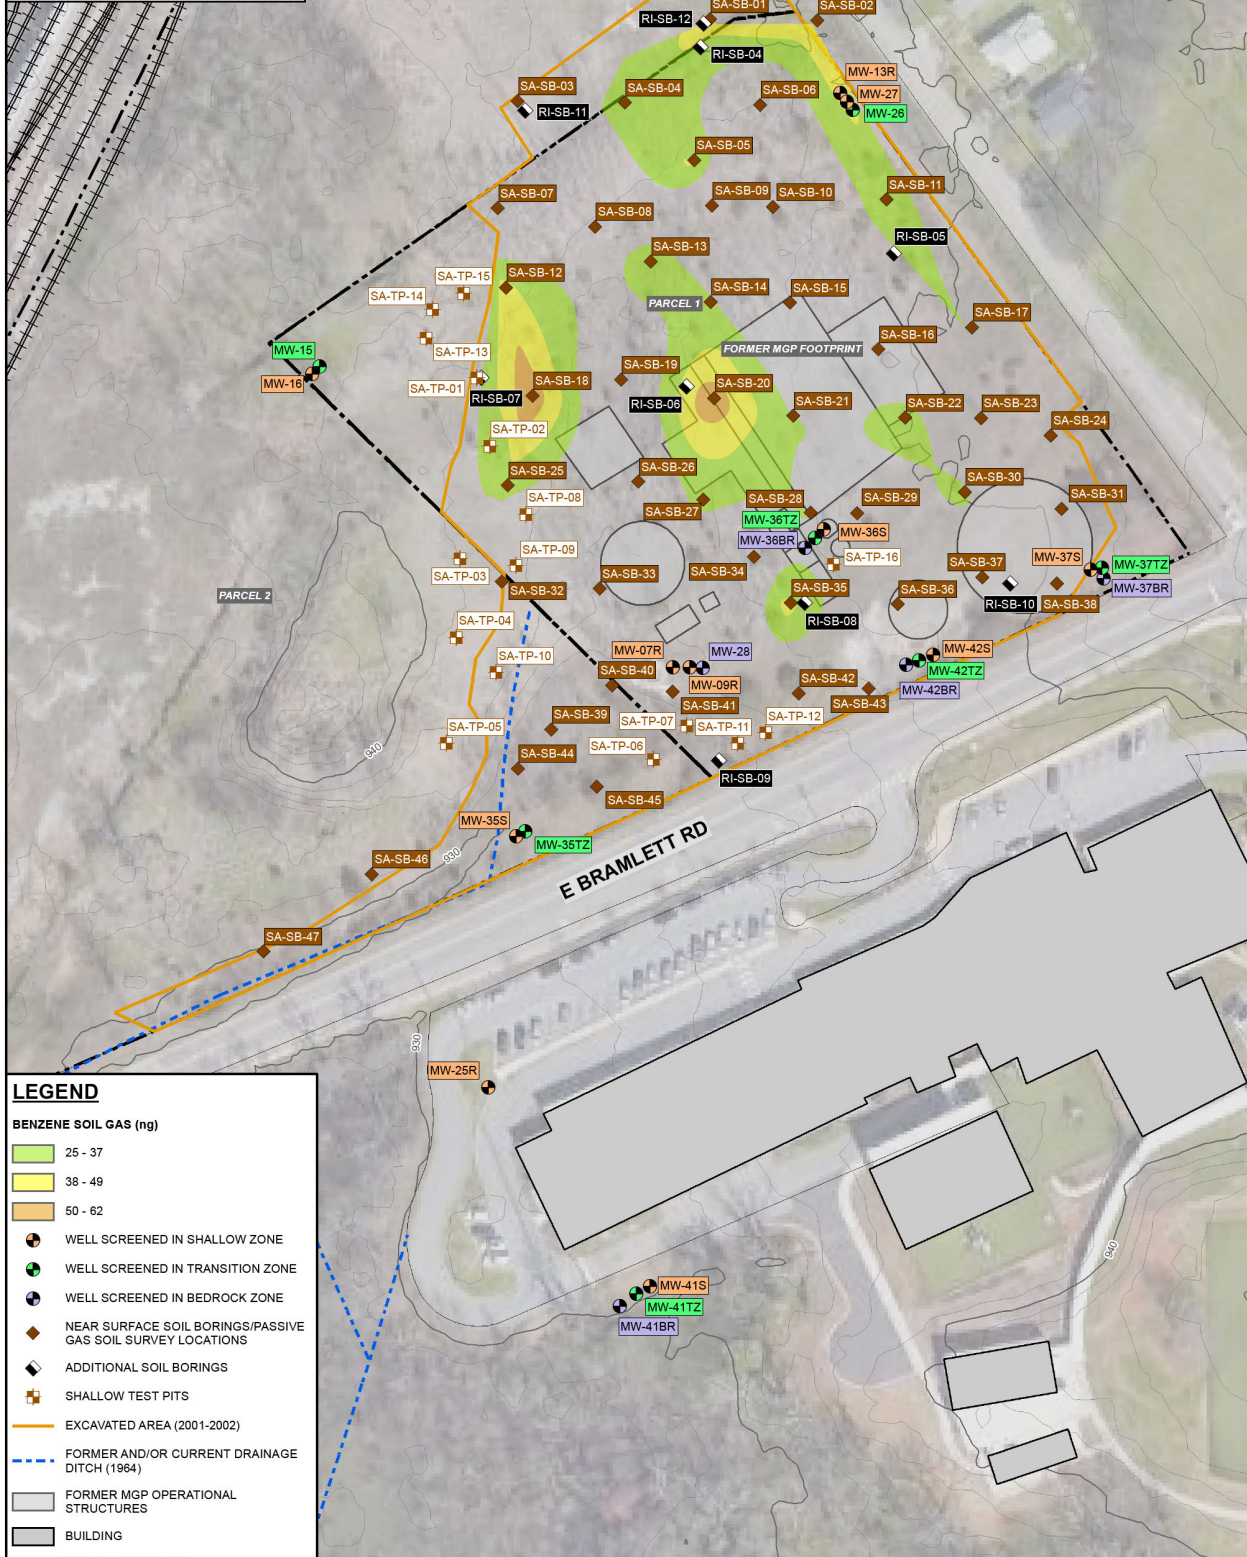 SA-SB-01
SA-SB-02
RI-SB-12
RI-SB-04
MW-13R
SA-SB-03
SA-SB-04
SA-SB-06
MW-27
RI-SB-11
MW-26
SA-SB-05
SA-SB-11
SA-SB-07
SA-SB-09
SA-SB-10
SA-SB-08
RI-SB-05
SA-SB-13
SA-TP-15
SA-SB-12
SA-TP-14
PARCEL 1
SA-SB-14
SA-SB-15
SA-SB-17
MW-15
SA-TP-13
FORMER MGP FOOTPRINT
SA-SB-16
SA-SB-19
MW-16
SA-TP-01
SA-SB-18
SA-SB-20
RI-SB-07
RI-SB-06
SA-SB-21
SA-SB-22
SA-SB-23
SA-SB-24
SA-TP-02
SA-SB-25
SA-SB-26
SA-SB-30
SA-TP-08
SA-SB-27
SA-SB-28
SA-SB-29
SA-SB-31
MW-36TZ
MW-36S
MW-36BR
SA-TP-09
SA-TP-16
MW-37S
MW-37TZ
SA-TP-03
SA-SB-33
SA-SB-34
SA-SB-37
MW-37BR
SA-SB-32
SA-SB-35
SA-SB-36
RI-SB-10
SA-SB-38
PARCEL 2
SA-TP-04
RI-SB-08
MW-07R
MW-28
MW-42S
SA-TP-10
SA-SB-40
MW-09R
SA-SB-42
MW-42TZ
MW-42BR
SA-SB-41
SA-SB-43
SA-SB-39
SA-TP-07
SA-TP-11
SA-TP-12
SA-TP-05
SA-TP-06
940
SA-SB-44
RI-SB-09
SA-SB-45
MW-35S
MW-35TZ
E BRAMLETT RD
SA-SB-46
930
SA-SB-47
930
MW-25R
940
MW-41S
MW-41TZ
MW-41BR
LEGEND
BENZENE SOIL GAS (ng)
25 - 37
38 - 49
50 - 62
WELL SCREENED IN SHALLOW ZONE
WELL SCREENED IN TRANSITION ZONE
WELL SCREENED IN BEDROCK ZONE
NEAR SURFACE SOIL BORINGS/PASSIVE
GAS SOIL SURVEY LOCATIONS
ADDITIONAL SOIL BORINGS
SHALLOW TEST PITS
EXCAVATED AREA (2001-2002)
FORMER AND/OR CURRENT DRAINAGE
DITCH (1964)
FORMER MGP OPERATIONAL
STRUCTURES
BUILDING